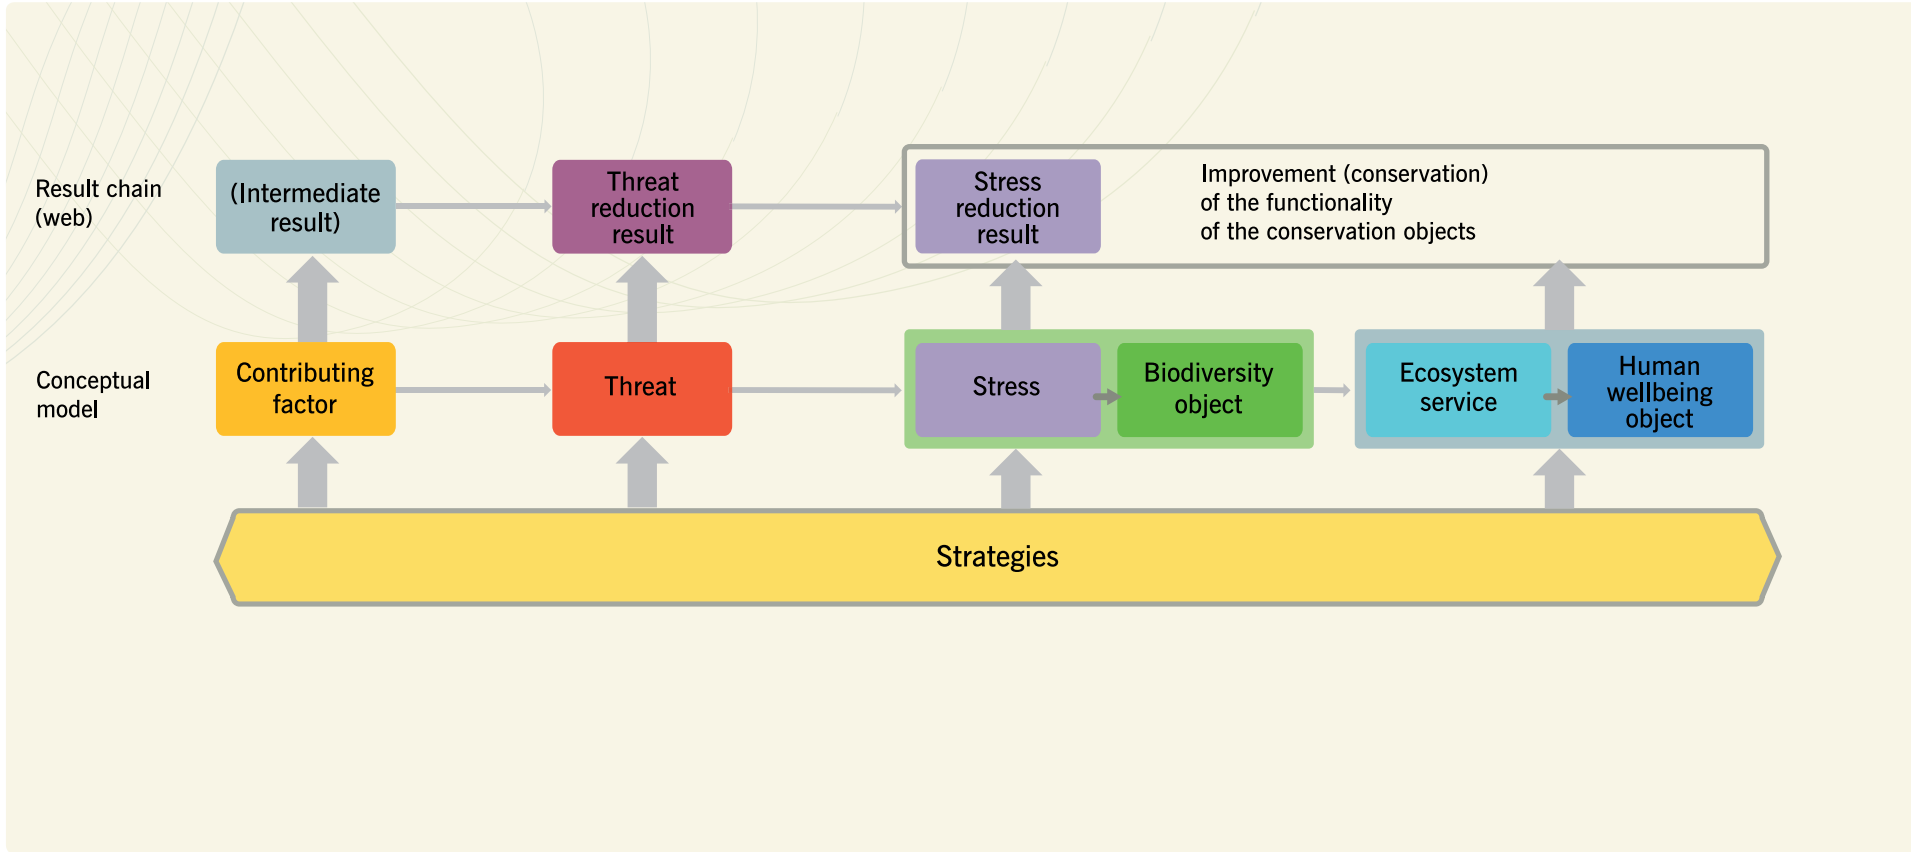 Result chain
(web)
(Intermediate
result)
Threat
reduction
result
Stress
reduction
result
Improvement (conservation)
of the functionality
of the conservation objects
Conceptual
model
Contributing
factor
Threat
Stress
Biodiversity
object
Ecosystem
service
Human
wellbeing
object
Strategies